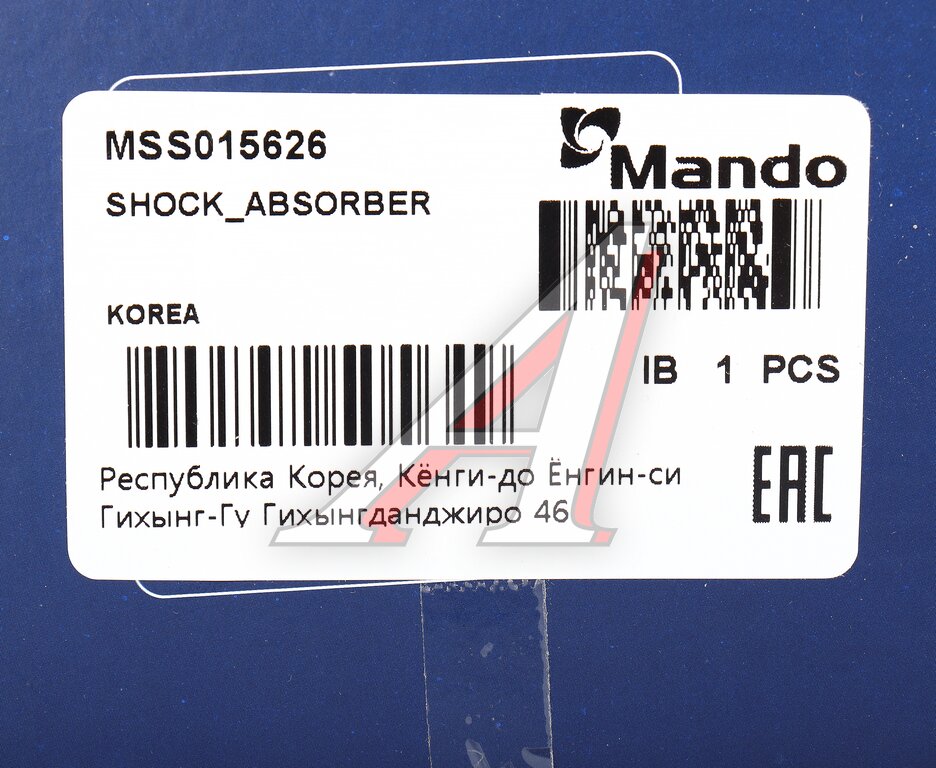 MSS015626
Mando
SHOCK_ABSORBER
KOREA
IB 1 PCS
Республика Корея, Кёнги-до Ёнгин-си
Гихынг-Гу Гихынгданджиро 46
EAC